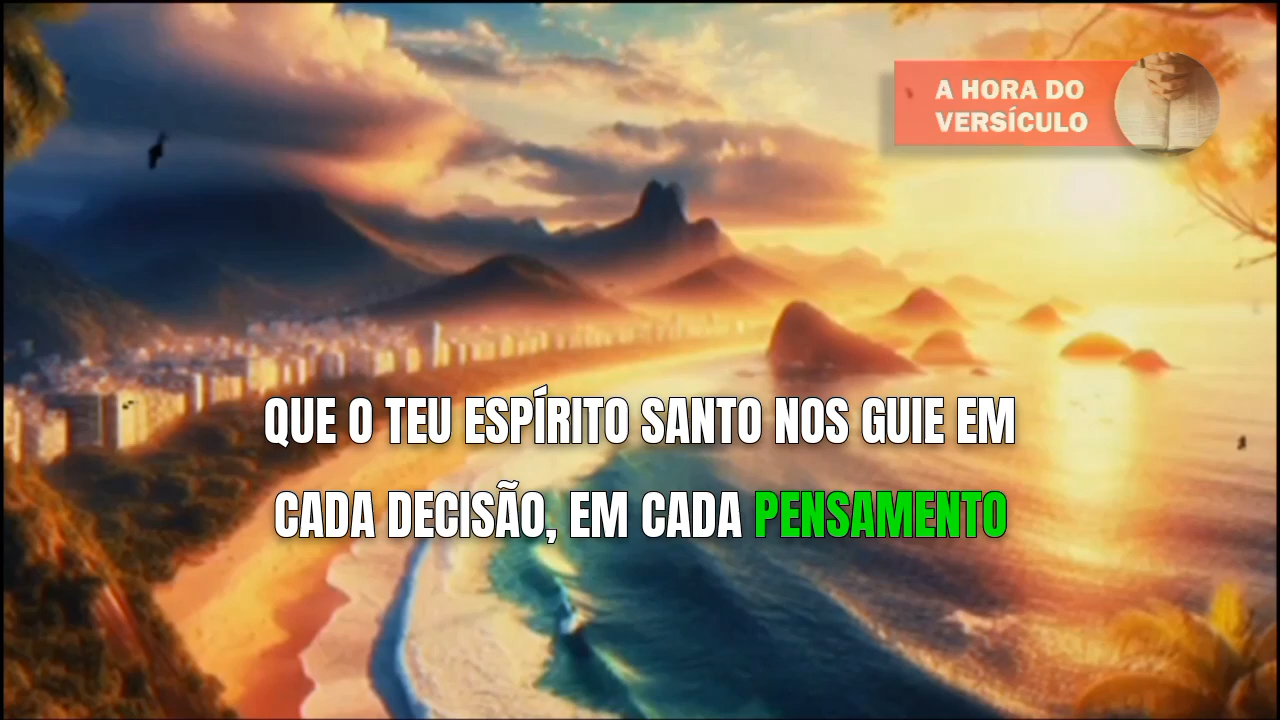 A HORA DO
VERSÍCULO
QUE O TEU ESPÍRITO SANTO NOS GUIE EM
CADA DECISÃO, EM CADA PENSAMENTO